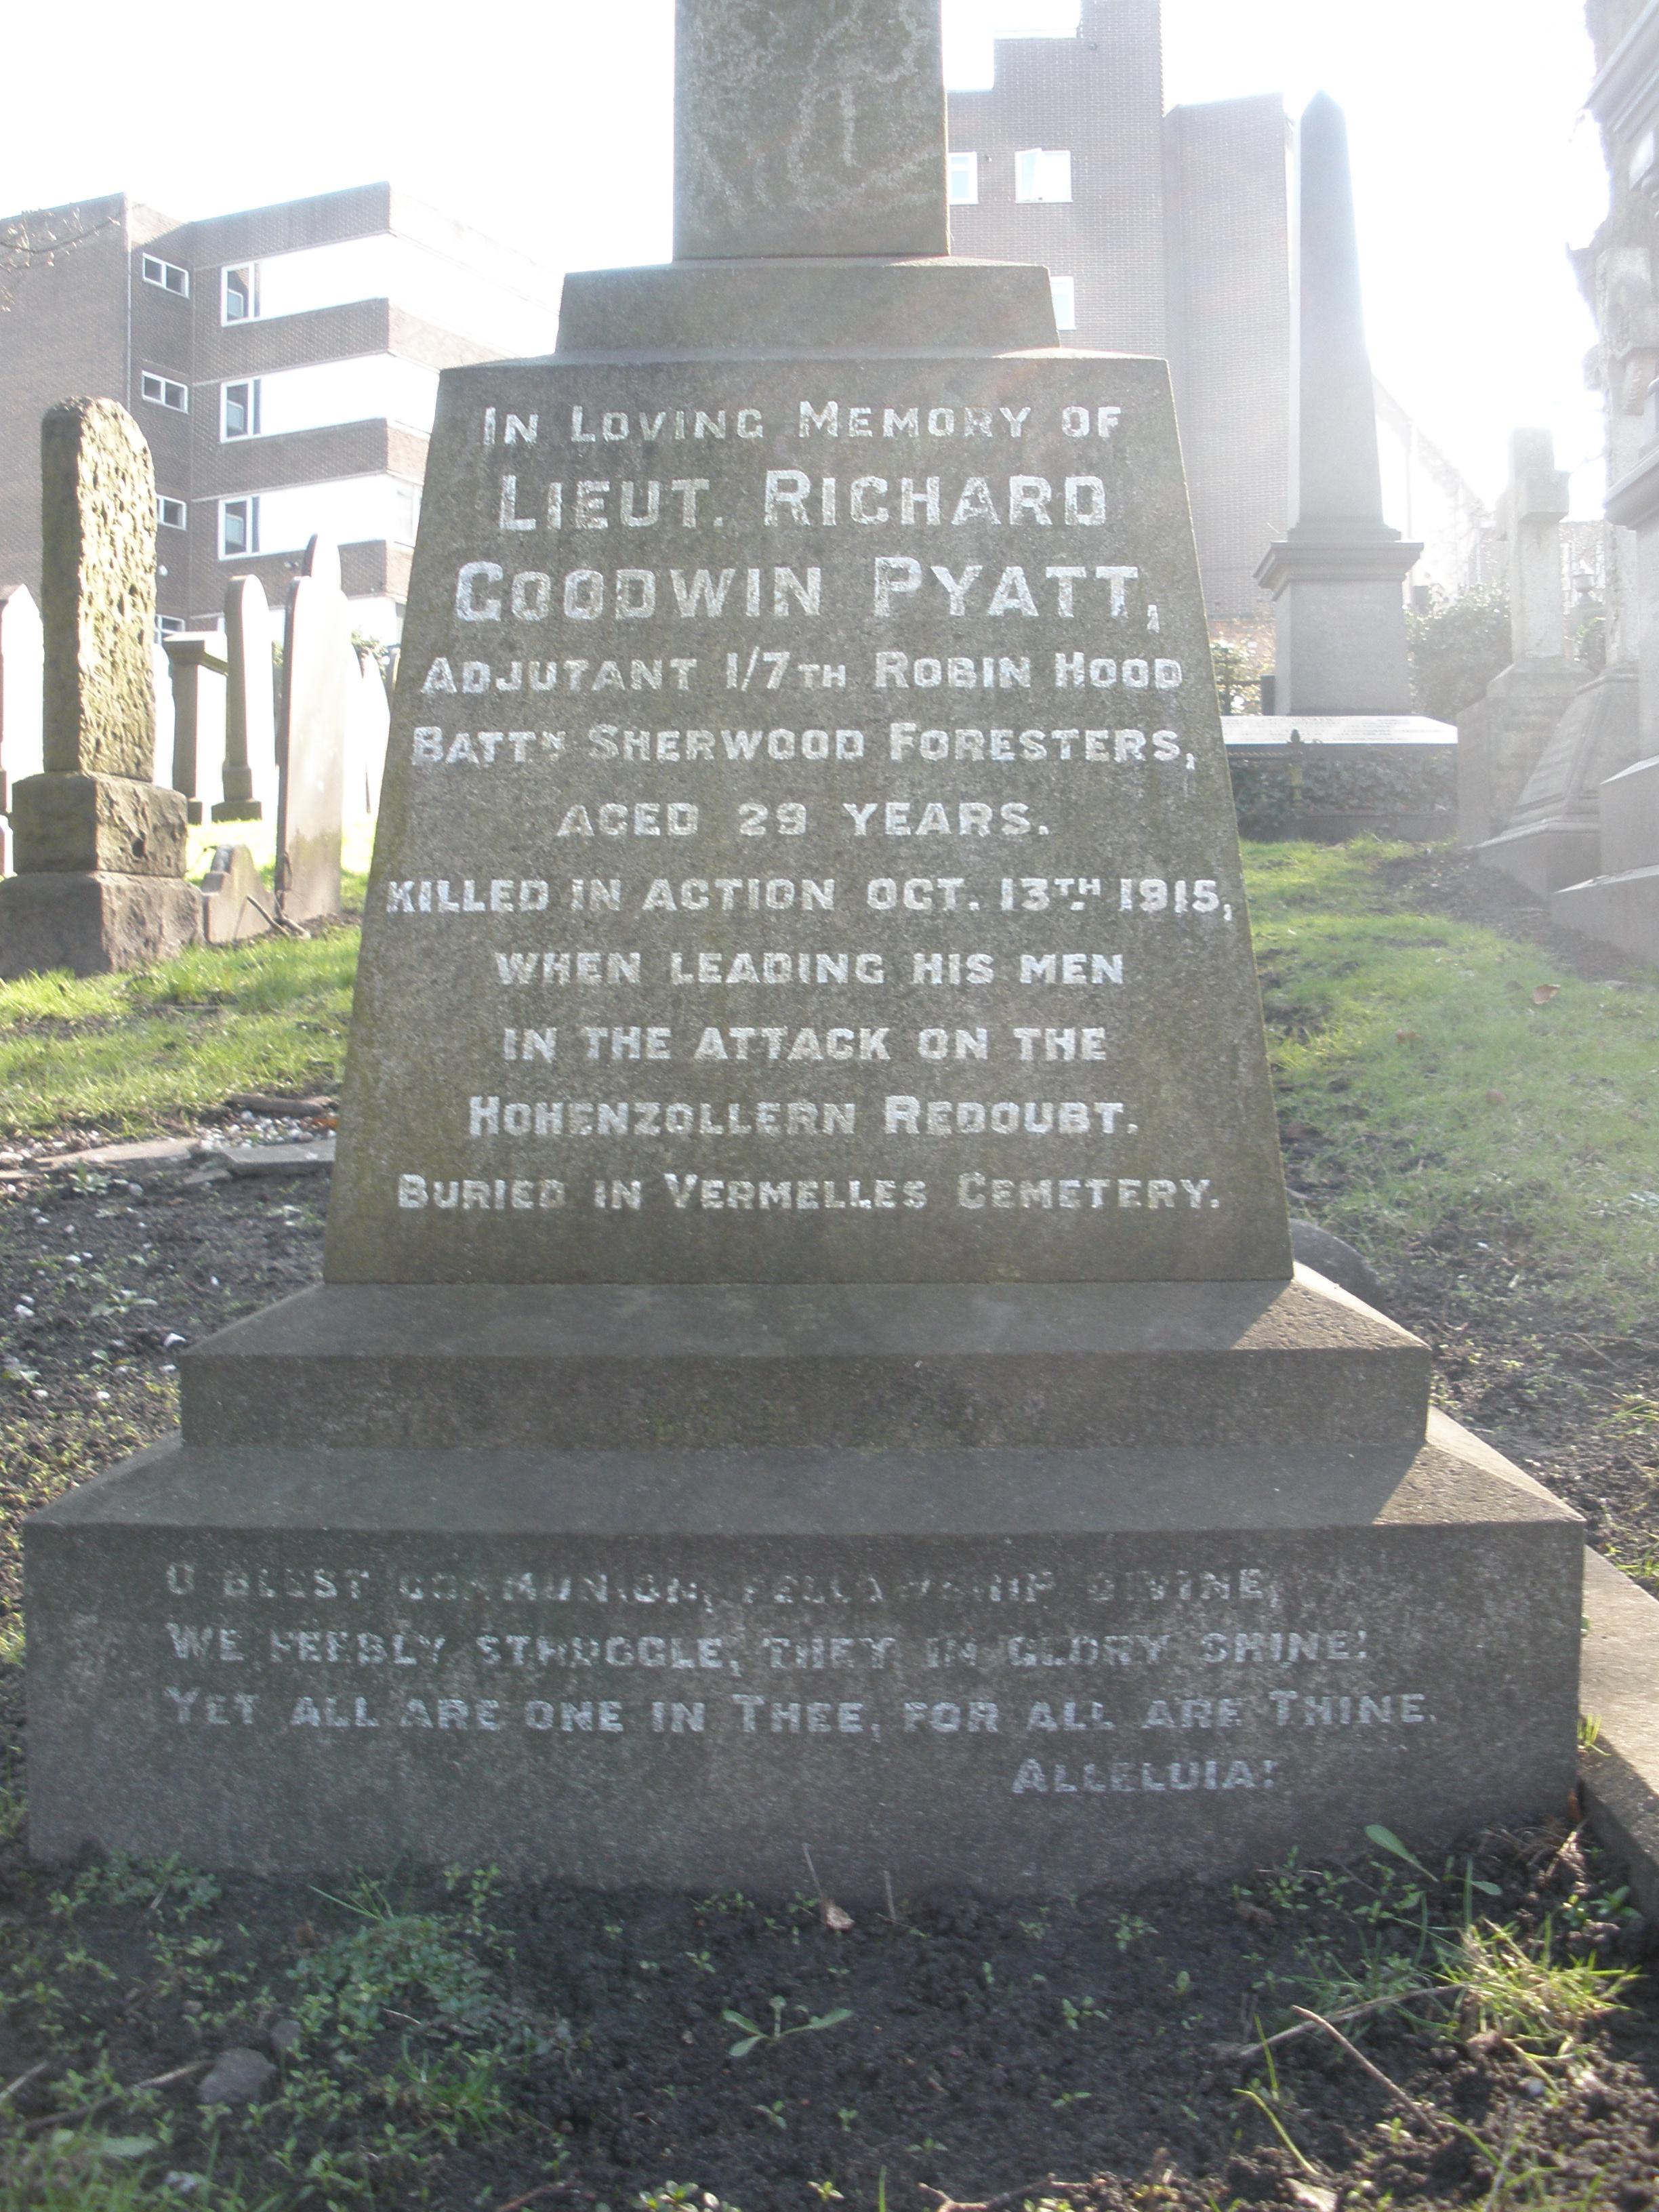 IN LOVING MEMORY OF
LIEUT. RICHARD
GOODWIN PYATT,
ADJUTANT 1/7TH ROBIN HOOD
BATTN SHERWOOD FORESTERS,
AGED 29 YEARS.
KILLED IN ACTION OCT. 13TH 1915,
WHEN LEADING HIS MEN
IN THE ATTACK ON THE
HOHENZOLLERN REDOUBT.
BURIED IN VERMELLES CEMETERY.
O BLEST COMMUNION, FELLOWSHIP DIVINE,
WE FEEBLY STRUGGLE, THEY IN GLORY SHINE!
YET ALL ARE ONE IN THEE, FOR ALL ARE THINE.
ALLELUIA!